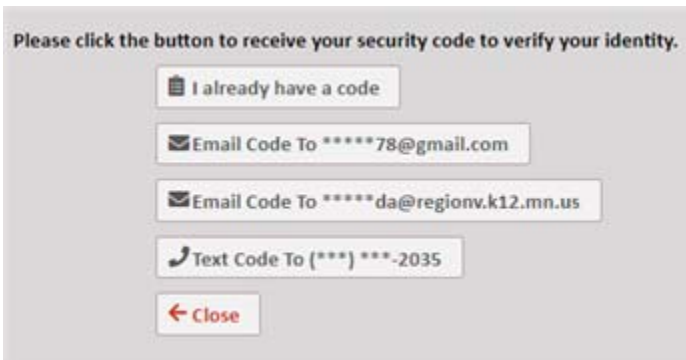 Please click the button to receive your security code to verify your identity.
I already have a code
Email Code To *****78@gmail.com
Email Code To *****da@regionv.k12.mn.us
Text Code To (***) ***-2035
Close